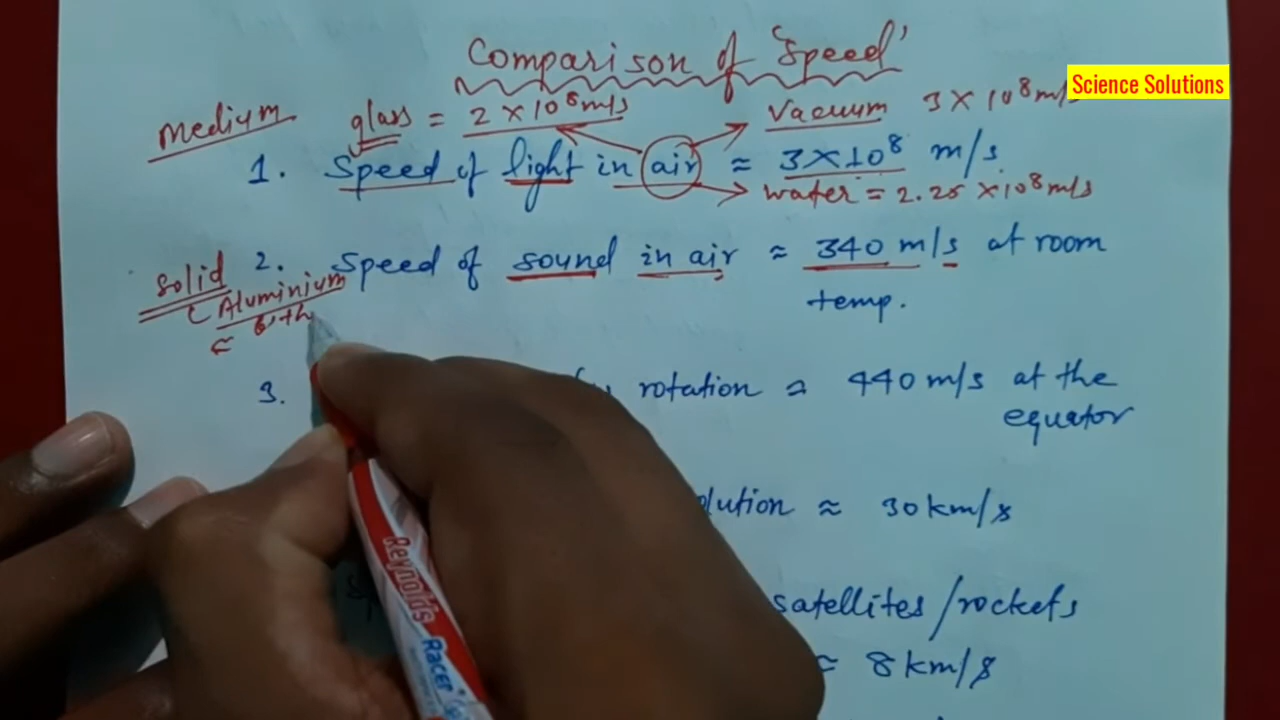 Comparison of 'Speed'
Science Solutions
Medium glass = 2 × 10⁸ m/s Vacuum 3 × 10⁸ m/s
1. Speed of light in air ≈ 3×10⁸ m/s
water = 2.25 × 10⁸ m/s
Solid 2. Speed of sound in air ≈ 340 m/s at room
temp.
(Aluminium
3. rotation ≈ 440 m/s at the
equator
≈ 30 km/s
satellites/rockets
≈ 8 km/s
Reynolds Racer